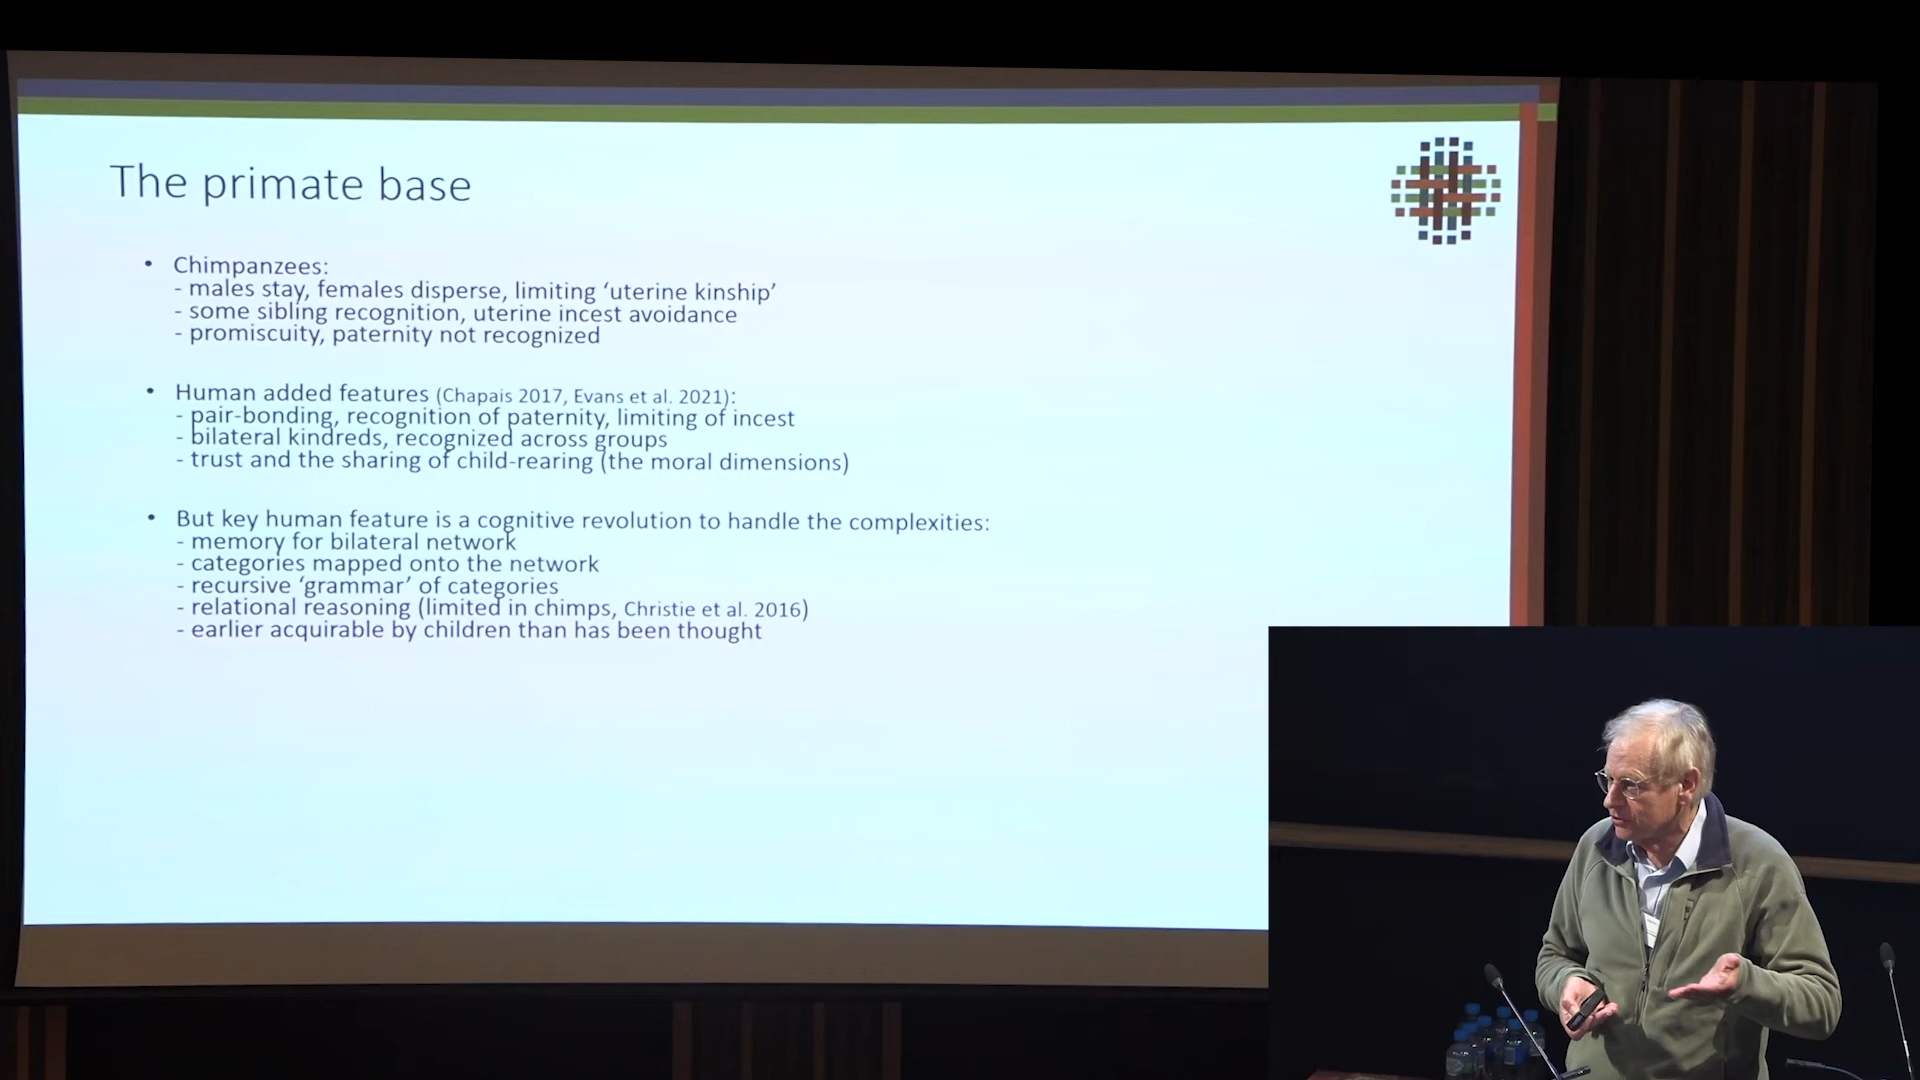 The primate base
• Chimpanzees:
- males stay, females disperse, limiting ‘uterine kinship’
- some sibling recognition, uterine incest avoidance
- promiscuity, paternity not recognized
• Human added features (Chapais 2017, Evans et al. 2021):
- pair-bonding, recognition of paternity, limiting of incest
- bilateral kindreds, recognized across groups
- trust and the sharing of child-rearing (the moral dimensions)
• But key human feature is a cognitive revolution to handle the complexities:
- memory for bilateral network
- categories mapped onto the network
- recursive ‘grammar’ of categories
- relational reasoning (limited in chimps, Christie et al. 2016)
- earlier acquirable by children than has been thought